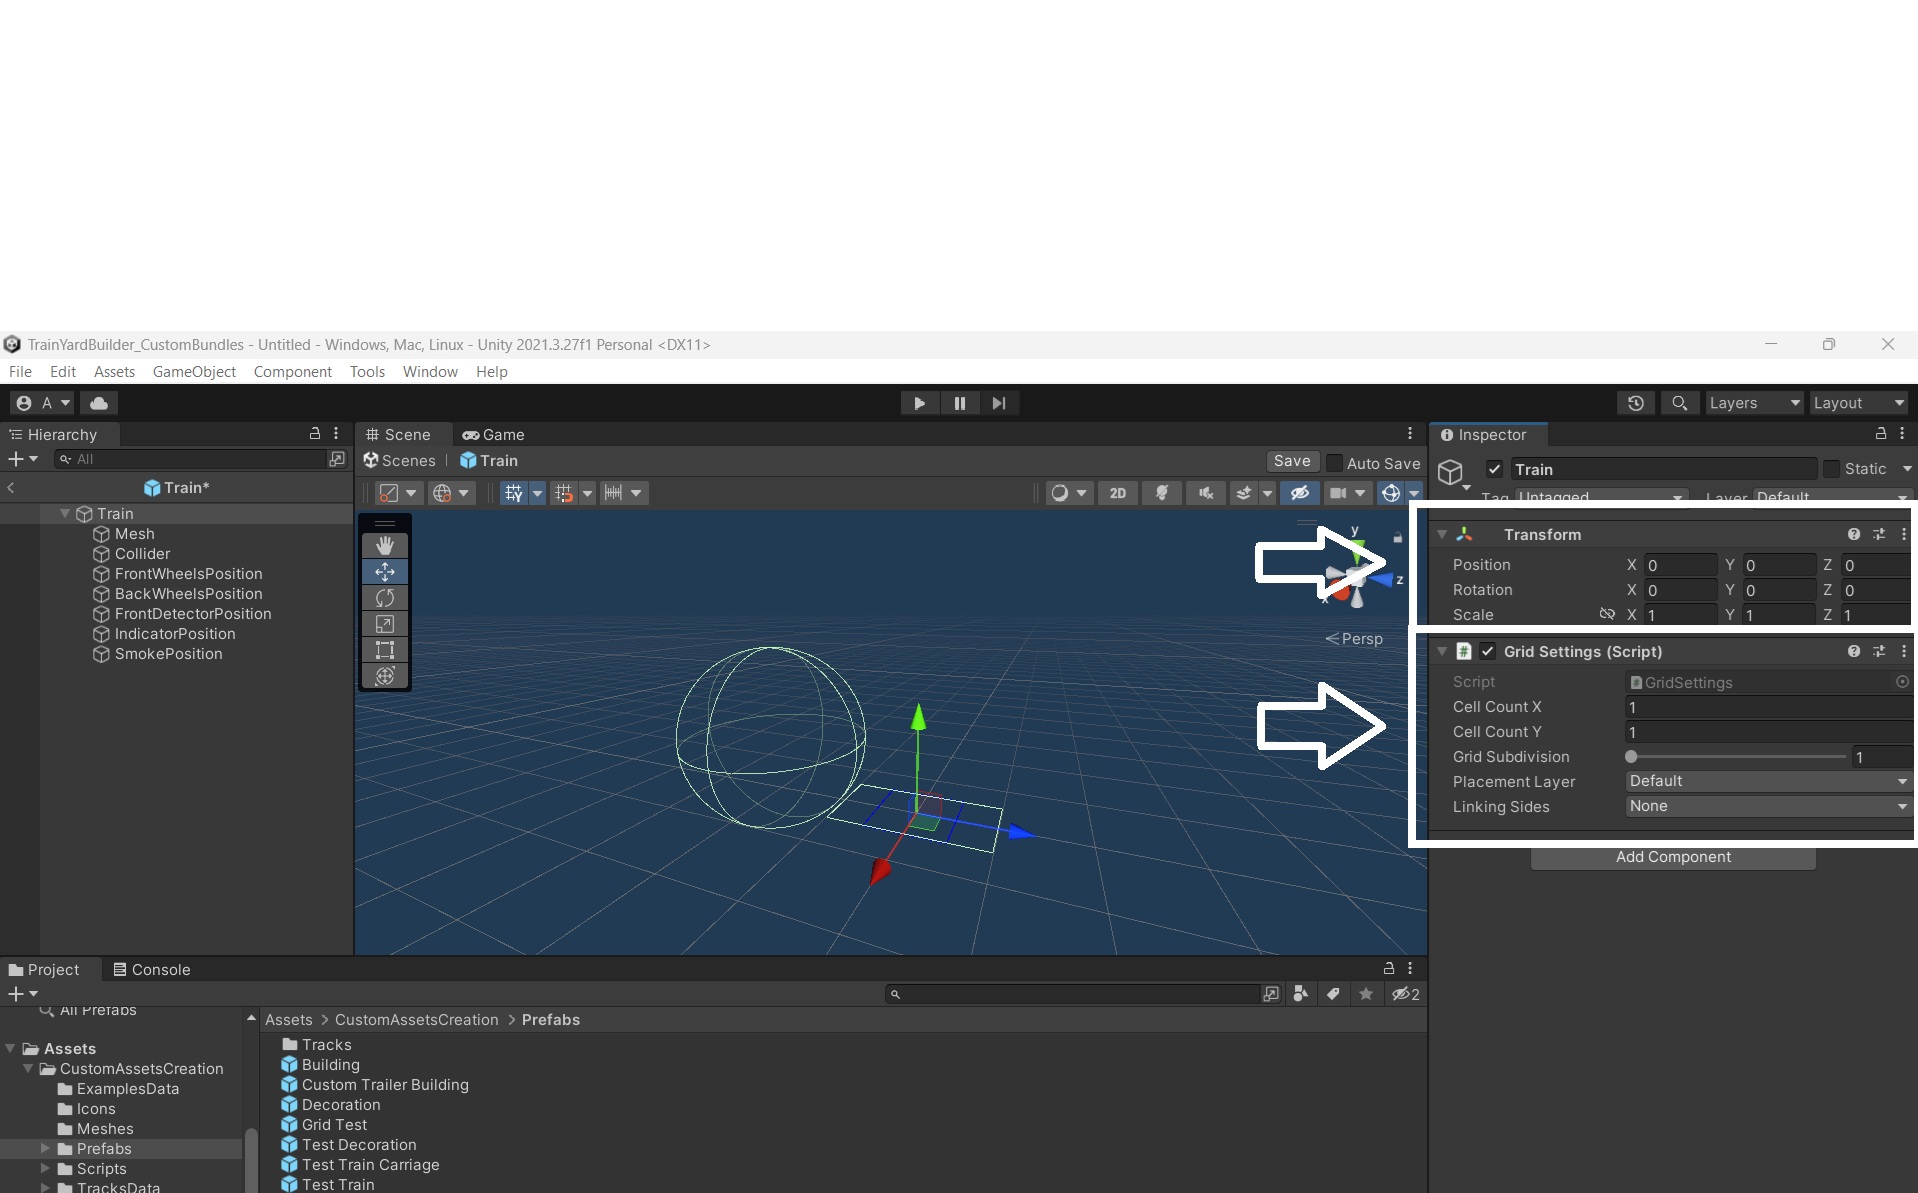 TrainYardBuilder_CustomBundles - Untitled - Windows, Mac, Linux - Unity 2021.3.27f1 Personal <DX11>
File Edit Assets GameObject Component Tools Window Help
A Layers Layout
Hierarchy
All
Train*
Train
Mesh
Collider
FrontWheelsPosition
BackWheelsPosition
FrontDetectorPosition
IndicatorPosition
SmokePosition
Scene Game
Scenes | Train Save Auto Save
2D
y
z
x
Persp
Inspector
Train Static
Tag Untagged Layer Default
Transform
Position X 0 Y 0 Z 0
Rotation X 0 Y 0 Z 0
Scale X 1 Y 1 Z 1
# Grid Settings (Script)
Script GridSettings
Cell Count X 1
Cell Count Y 1
Grid Subdivision 1
Placement Layer Default
Linking Sides None
Add Component
Project Console
2
All Prefabs
Assets
CustomAssetsCreation
ExamplesData
Icons
Meshes
Prefabs
Scripts
TracksData
Assets > CustomAssetsCreation > Prefabs
Tracks
Building
Custom Trailer Building
Decoration
Grid Test
Test Decoration
Test Train Carriage
Test Train